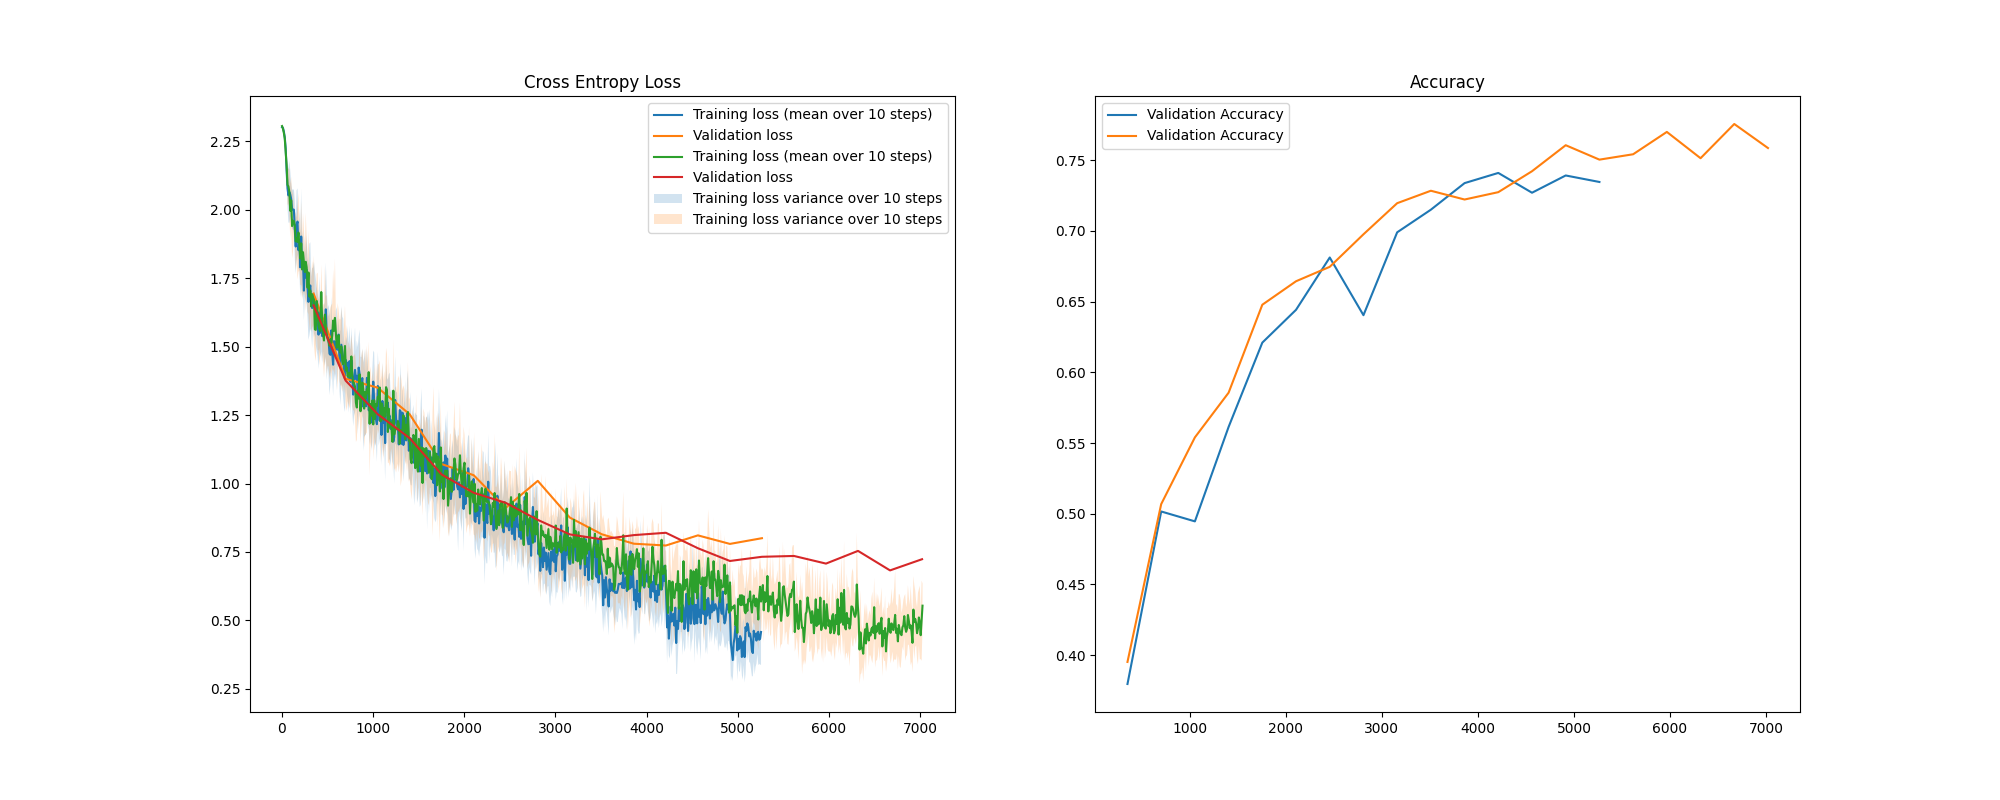 Cross Entropy Loss
Training loss (mean over 10 steps)
Validation loss
Training loss (mean over 10 steps)
Validation loss
Training loss variance over 10 steps
Training loss variance over 10 steps
2.25
2.00
1.75
1.50
1.25
1.00
0.75
0.50
0.25
0 1000 2000 3000 4000 5000 6000 7000
Accuracy
Validation Accuracy
Validation Accuracy
0.75
0.70
0.65
0.60
0.55
0.50
0.45
0.40
1000 2000 3000 4000 5000 6000 7000